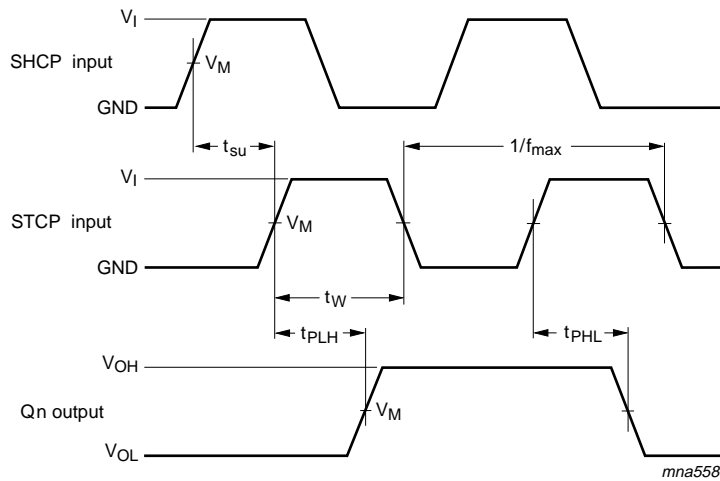 VI
SHCP input
VM
GND
tsu
1/fmax
VI
STCP input
VM
GND
tW
tPLH
tPHL
VOH
Qn output
VM
VOL
mna558